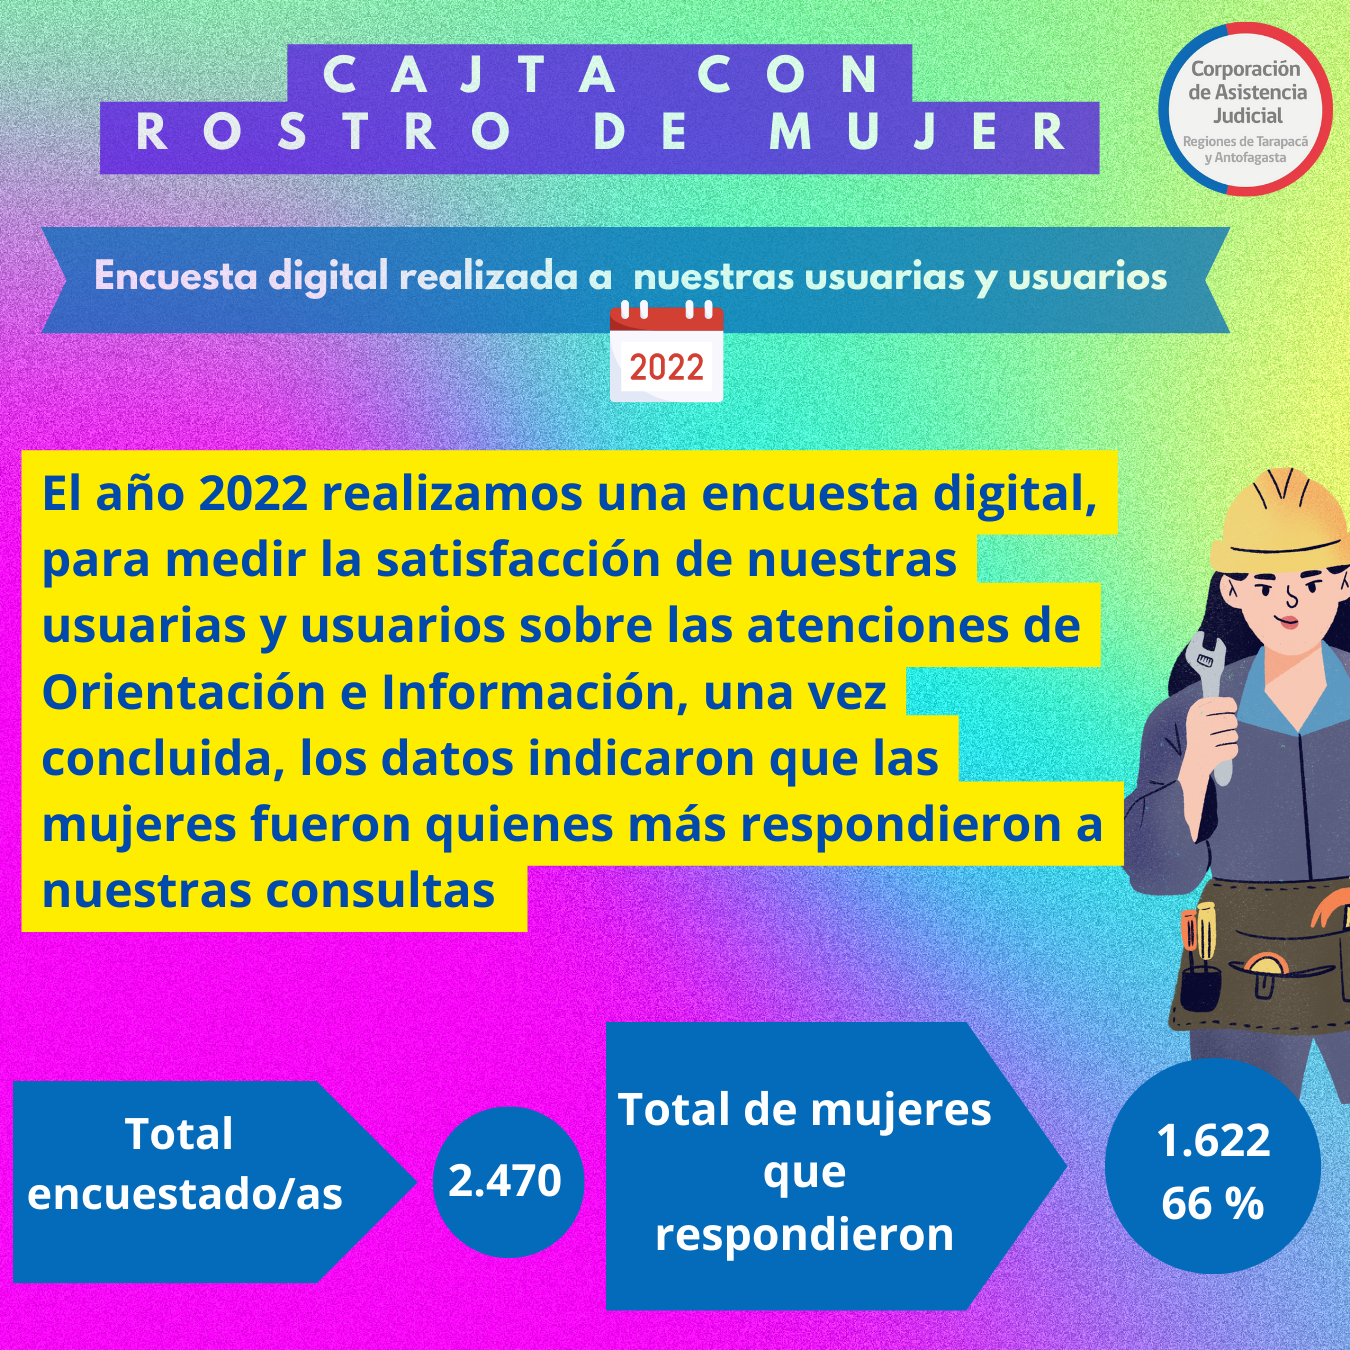 CAJTA CON
ROSTRO DE MUJER
Corporación
de Asistencia
Judicial
Regiones de Tarapacá
y Antofagasta
Encuesta digital realizada a nuestras usuarias y usuarios
2022
El año 2022 realizamos una encuesta digital,
para medir la satisfacción de nuestras
usuarias y usuarios sobre las atenciones de
Orientación e Información, una vez
concluida, los datos indicaron que las
mujeres fueron quienes más respondieron a
nuestras consultas
Total
encuestado/as
2.470
Total de mujeres
que
respondieron
1.622
66 %